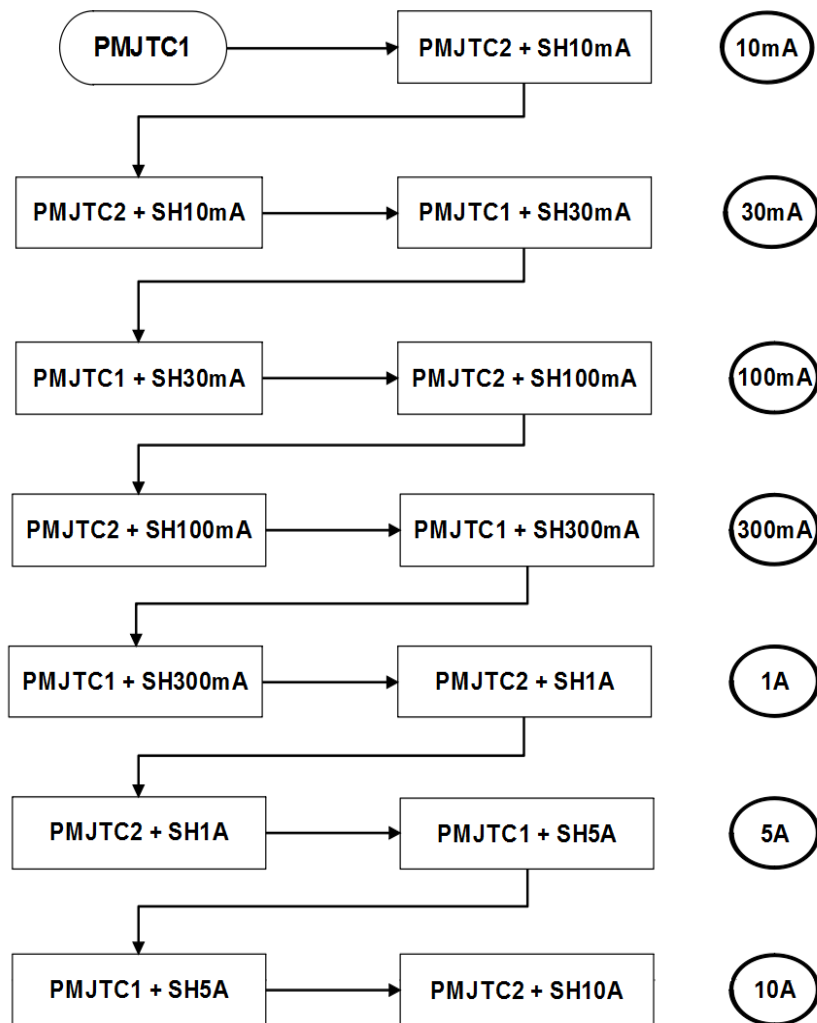 PMJTC1
PMJTC2 + SH10mA
10mA
PMJTC2 + SH10mA
PMJTC1 + SH30mA
30mA
PMJTC1 + SH30mA
PMJTC2 + SH100mA
100mA
PMJTC2 + SH100mA
PMJTC1 + SH300mA
300mA
PMJTC1 + SH300mA
PMJTC2 + SH1A
1A
PMJTC2 + SH1A
PMJTC1 + SH5A
5A
PMJTC1 + SH5A
PMJTC2 + SH10A
10A